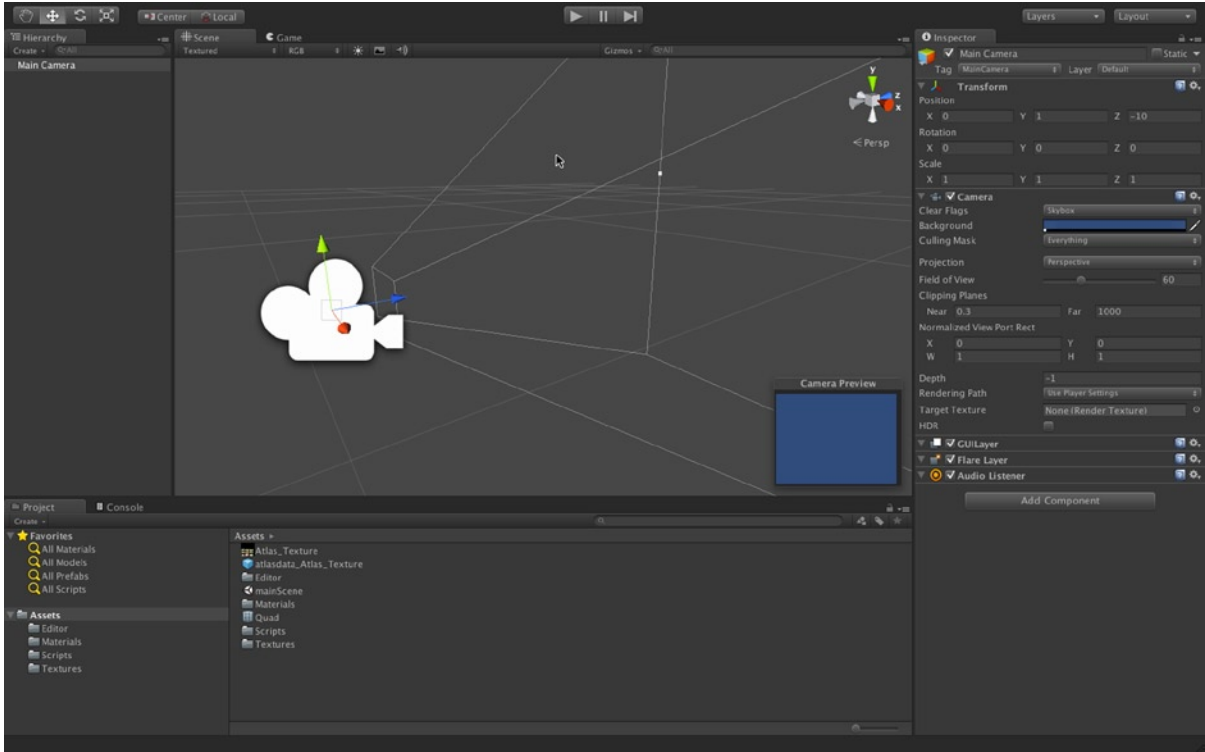 Center Local
Layers Layout
Hierarchy
Create All
Main Camera
Scene Game
Textured RGB Gizmos All
y
z
x
Persp
Camera Preview
Inspector
Main Camera Static
Tag MainCamera Layer Default
Transform
Position
X 0 Y 1 Z -10
Rotation
X 0 Y 0 Z 0
Scale
X 1 Y 1 Z 1
Camera
Clear Flags Skybox
Background
Culling Mask Everything
Projection Perspective
Field of View 60
Clipping Planes
Near 0.3 Far 1000
Normalized View Port Rect
X 0 Y 0
W 1 H 1
Depth -1
Rendering Path Use Player Settings
Target Texture None (Render Texture)
HDR
GUILayer
Flare Layer
Audio Listener
Add Component
Project Console
Create
Favorites
All Materials
All Models
All Prefabs
All Scripts
Assets
Editor
Materials
Scripts
Textures
Assets
Atlas_Texture
atlasdata_Atlas_Texture
Editor
mainScene
Materials
Quad
Scripts
Textures